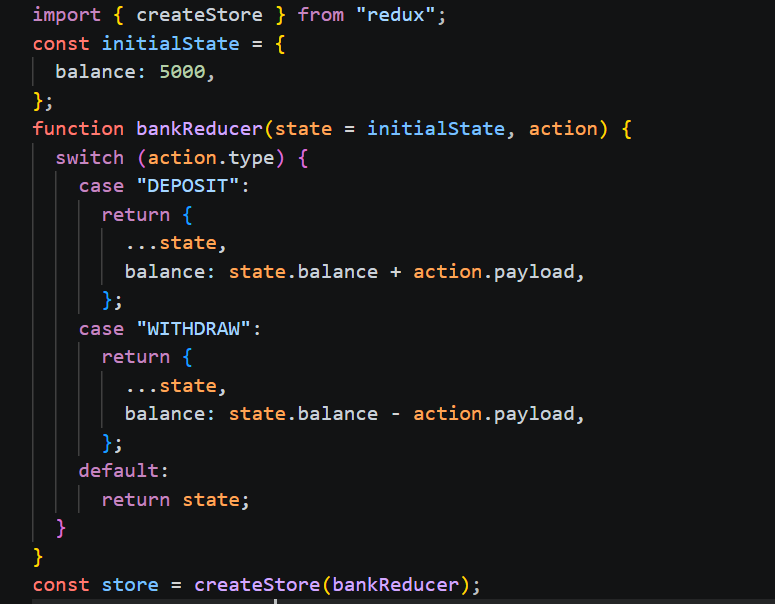 import { createStore } from "redux";
const initialState = {
  balance: 5000,
};
function bankReducer(state = initialState, action) {
  switch (action.type) {
    case "DEPOSIT":
      return {
        ...state,
        balance: state.balance + action.payload,
      };
    case "WITHDRAW":
      return {
        ...state,
        balance: state.balance - action.payload,
      };
    default:
      return state;
  }
}
const store = createStore(bankReducer);